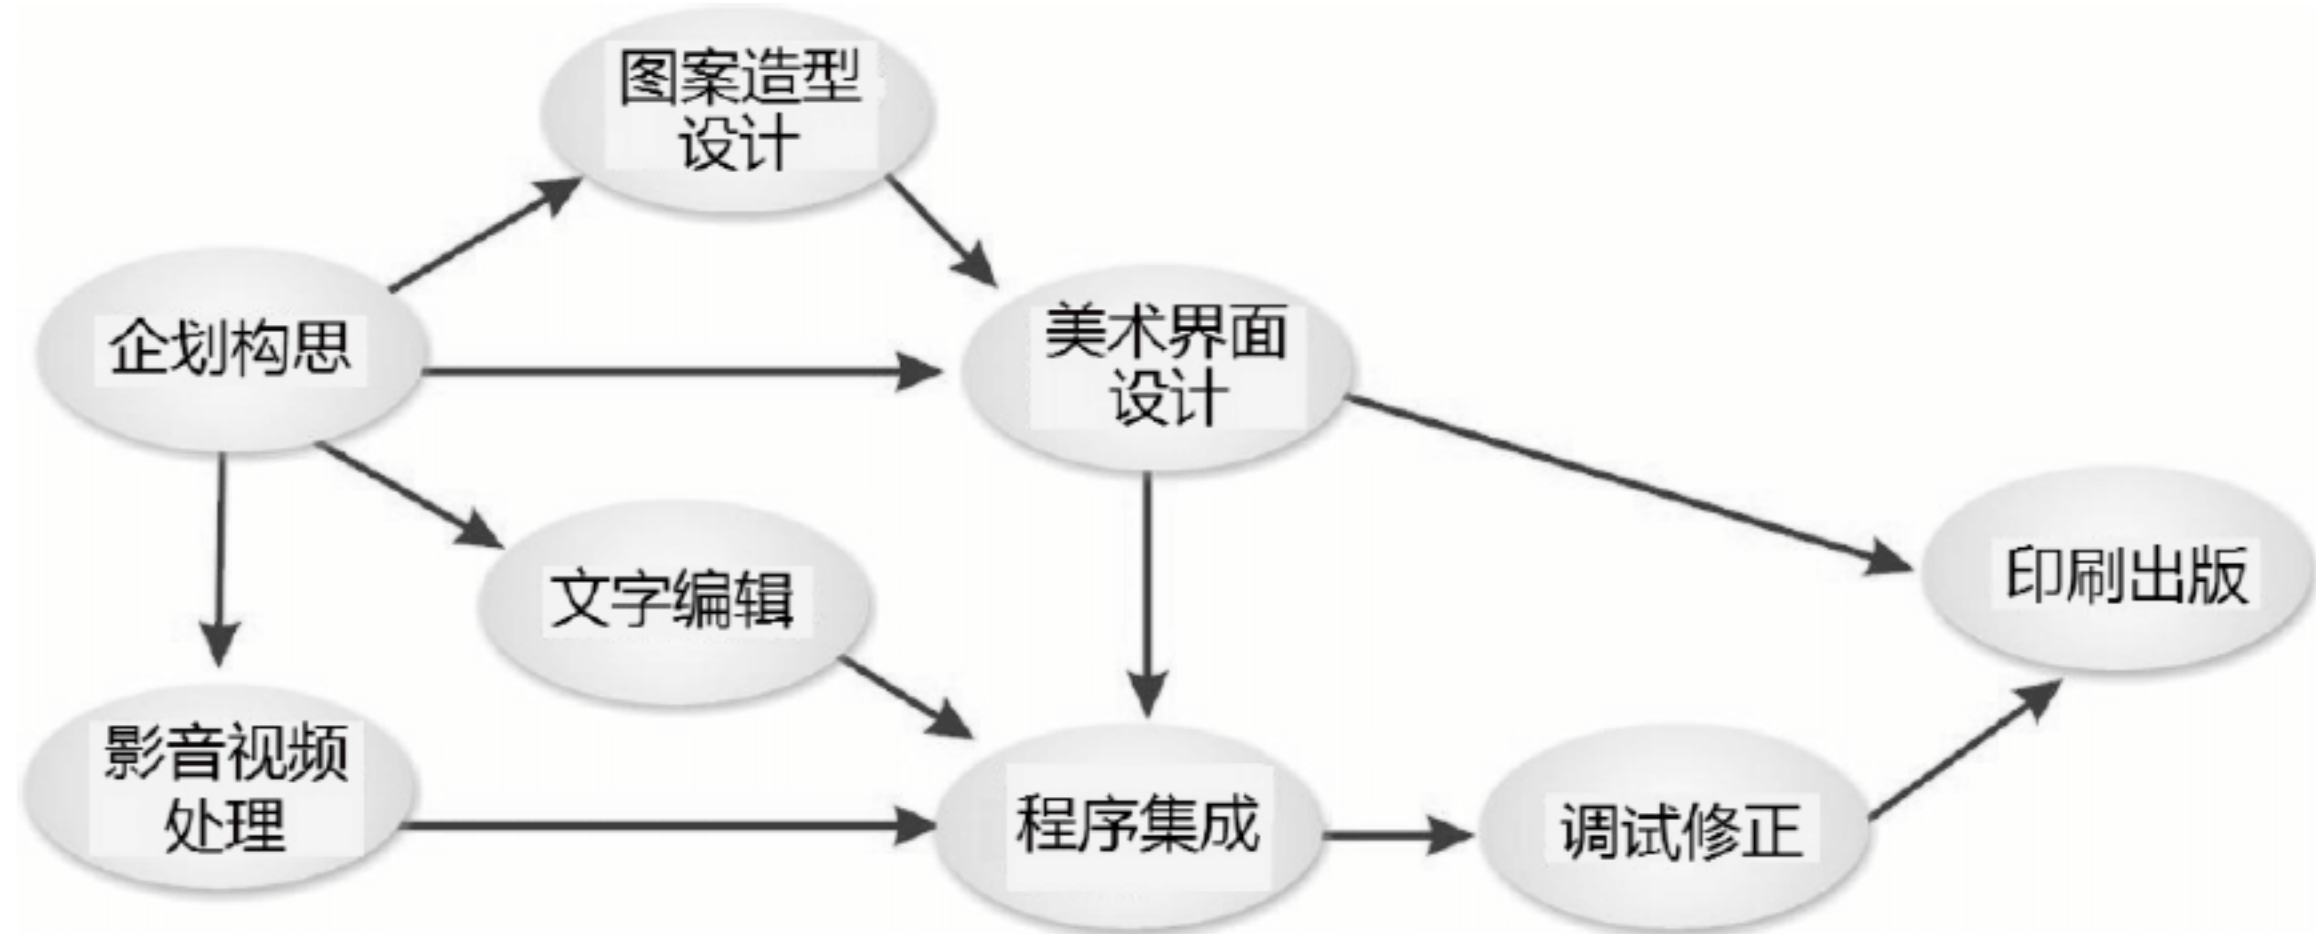 图案造型
设计
企划构思
美术界面
设计
文字编辑
印刷出版
影音视频
处理
程序集成
调试修正